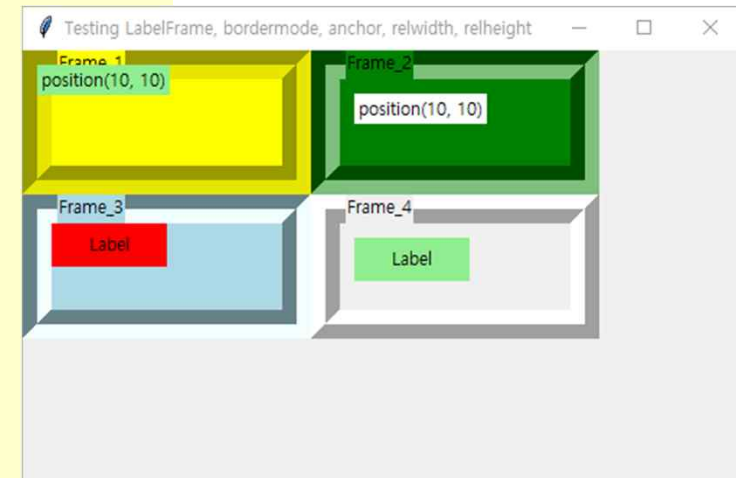 Testing LabelFrame, bordermode, anchor, relwidth, relheight
Frame_1
position(10, 10)
Frame_2
position(10, 10)
Frame_3
Label
Frame_4
Label